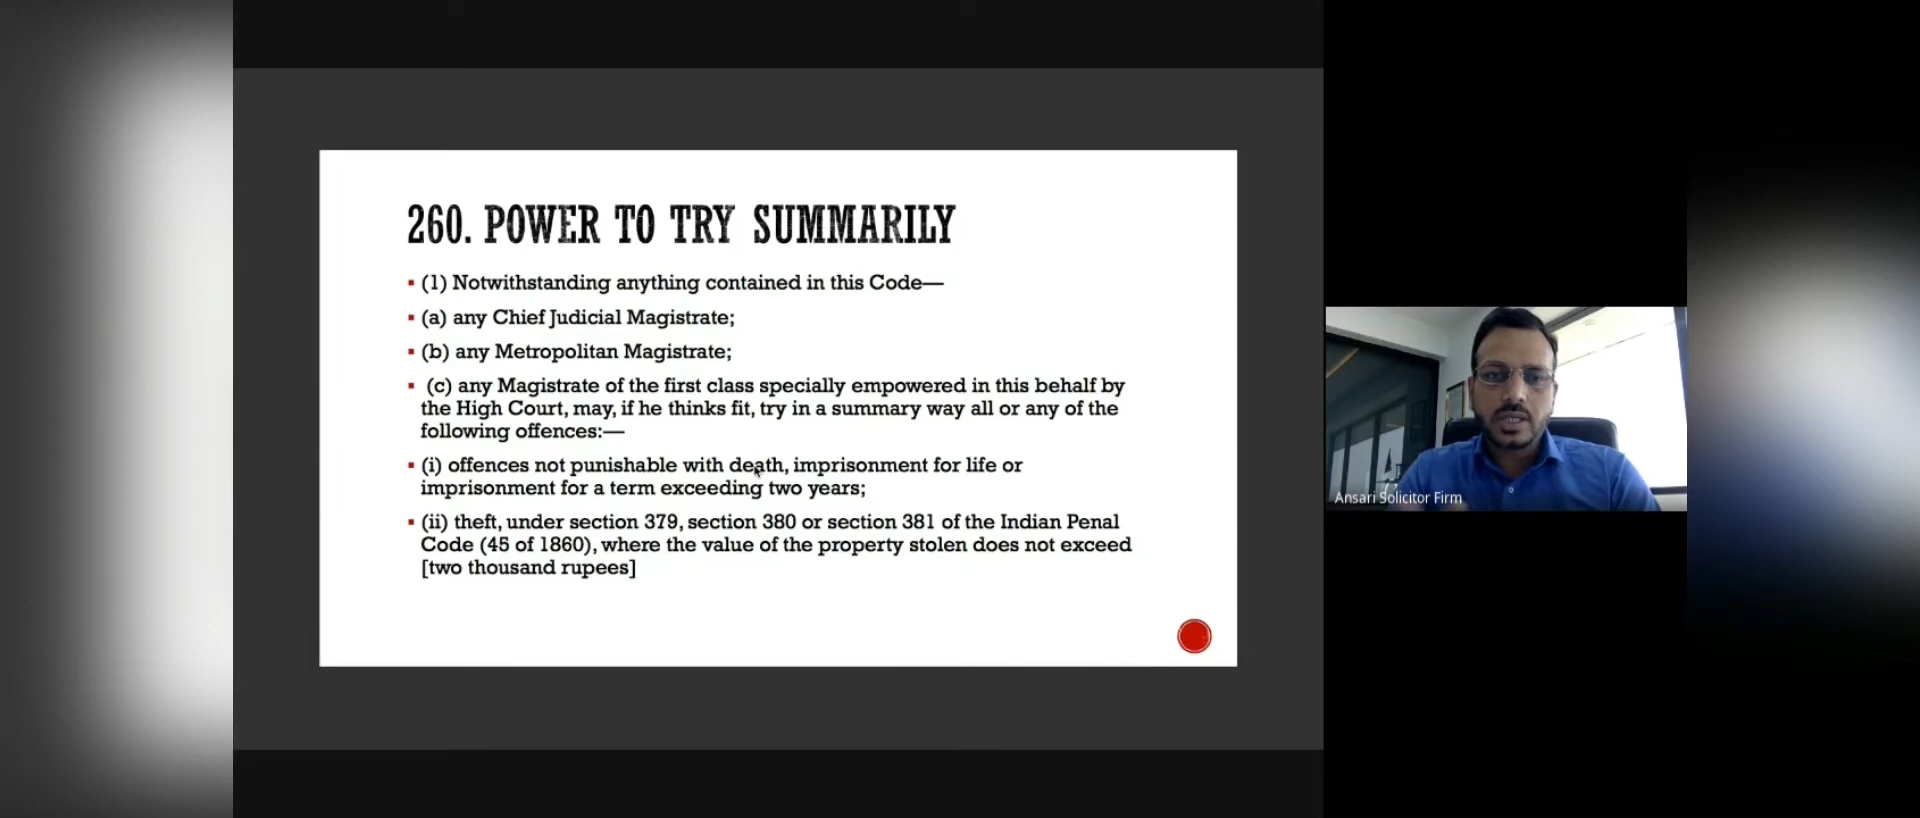 260. POWER TO TRY SUMMARILY
(1) Notwithstanding anything contained in this Code—
(a) any Chief Judicial Magistrate;
(b) any Metropolitan Magistrate;
(c) any Magistrate of the first class specially empowered in this behalf by
the High Court, may, if he thinks fit, try in a summary way all or any of the
following offences:—
(i) offences not punishable with death, imprisonment for life or
imprisonment for a term exceeding two years;
(ii) theft, under section 379, section 380 or section 381 of the Indian Penal
Code (45 of 1860), where the value of the property stolen does not exceed
[two thousand rupees]
Ansari Solicitor Firm